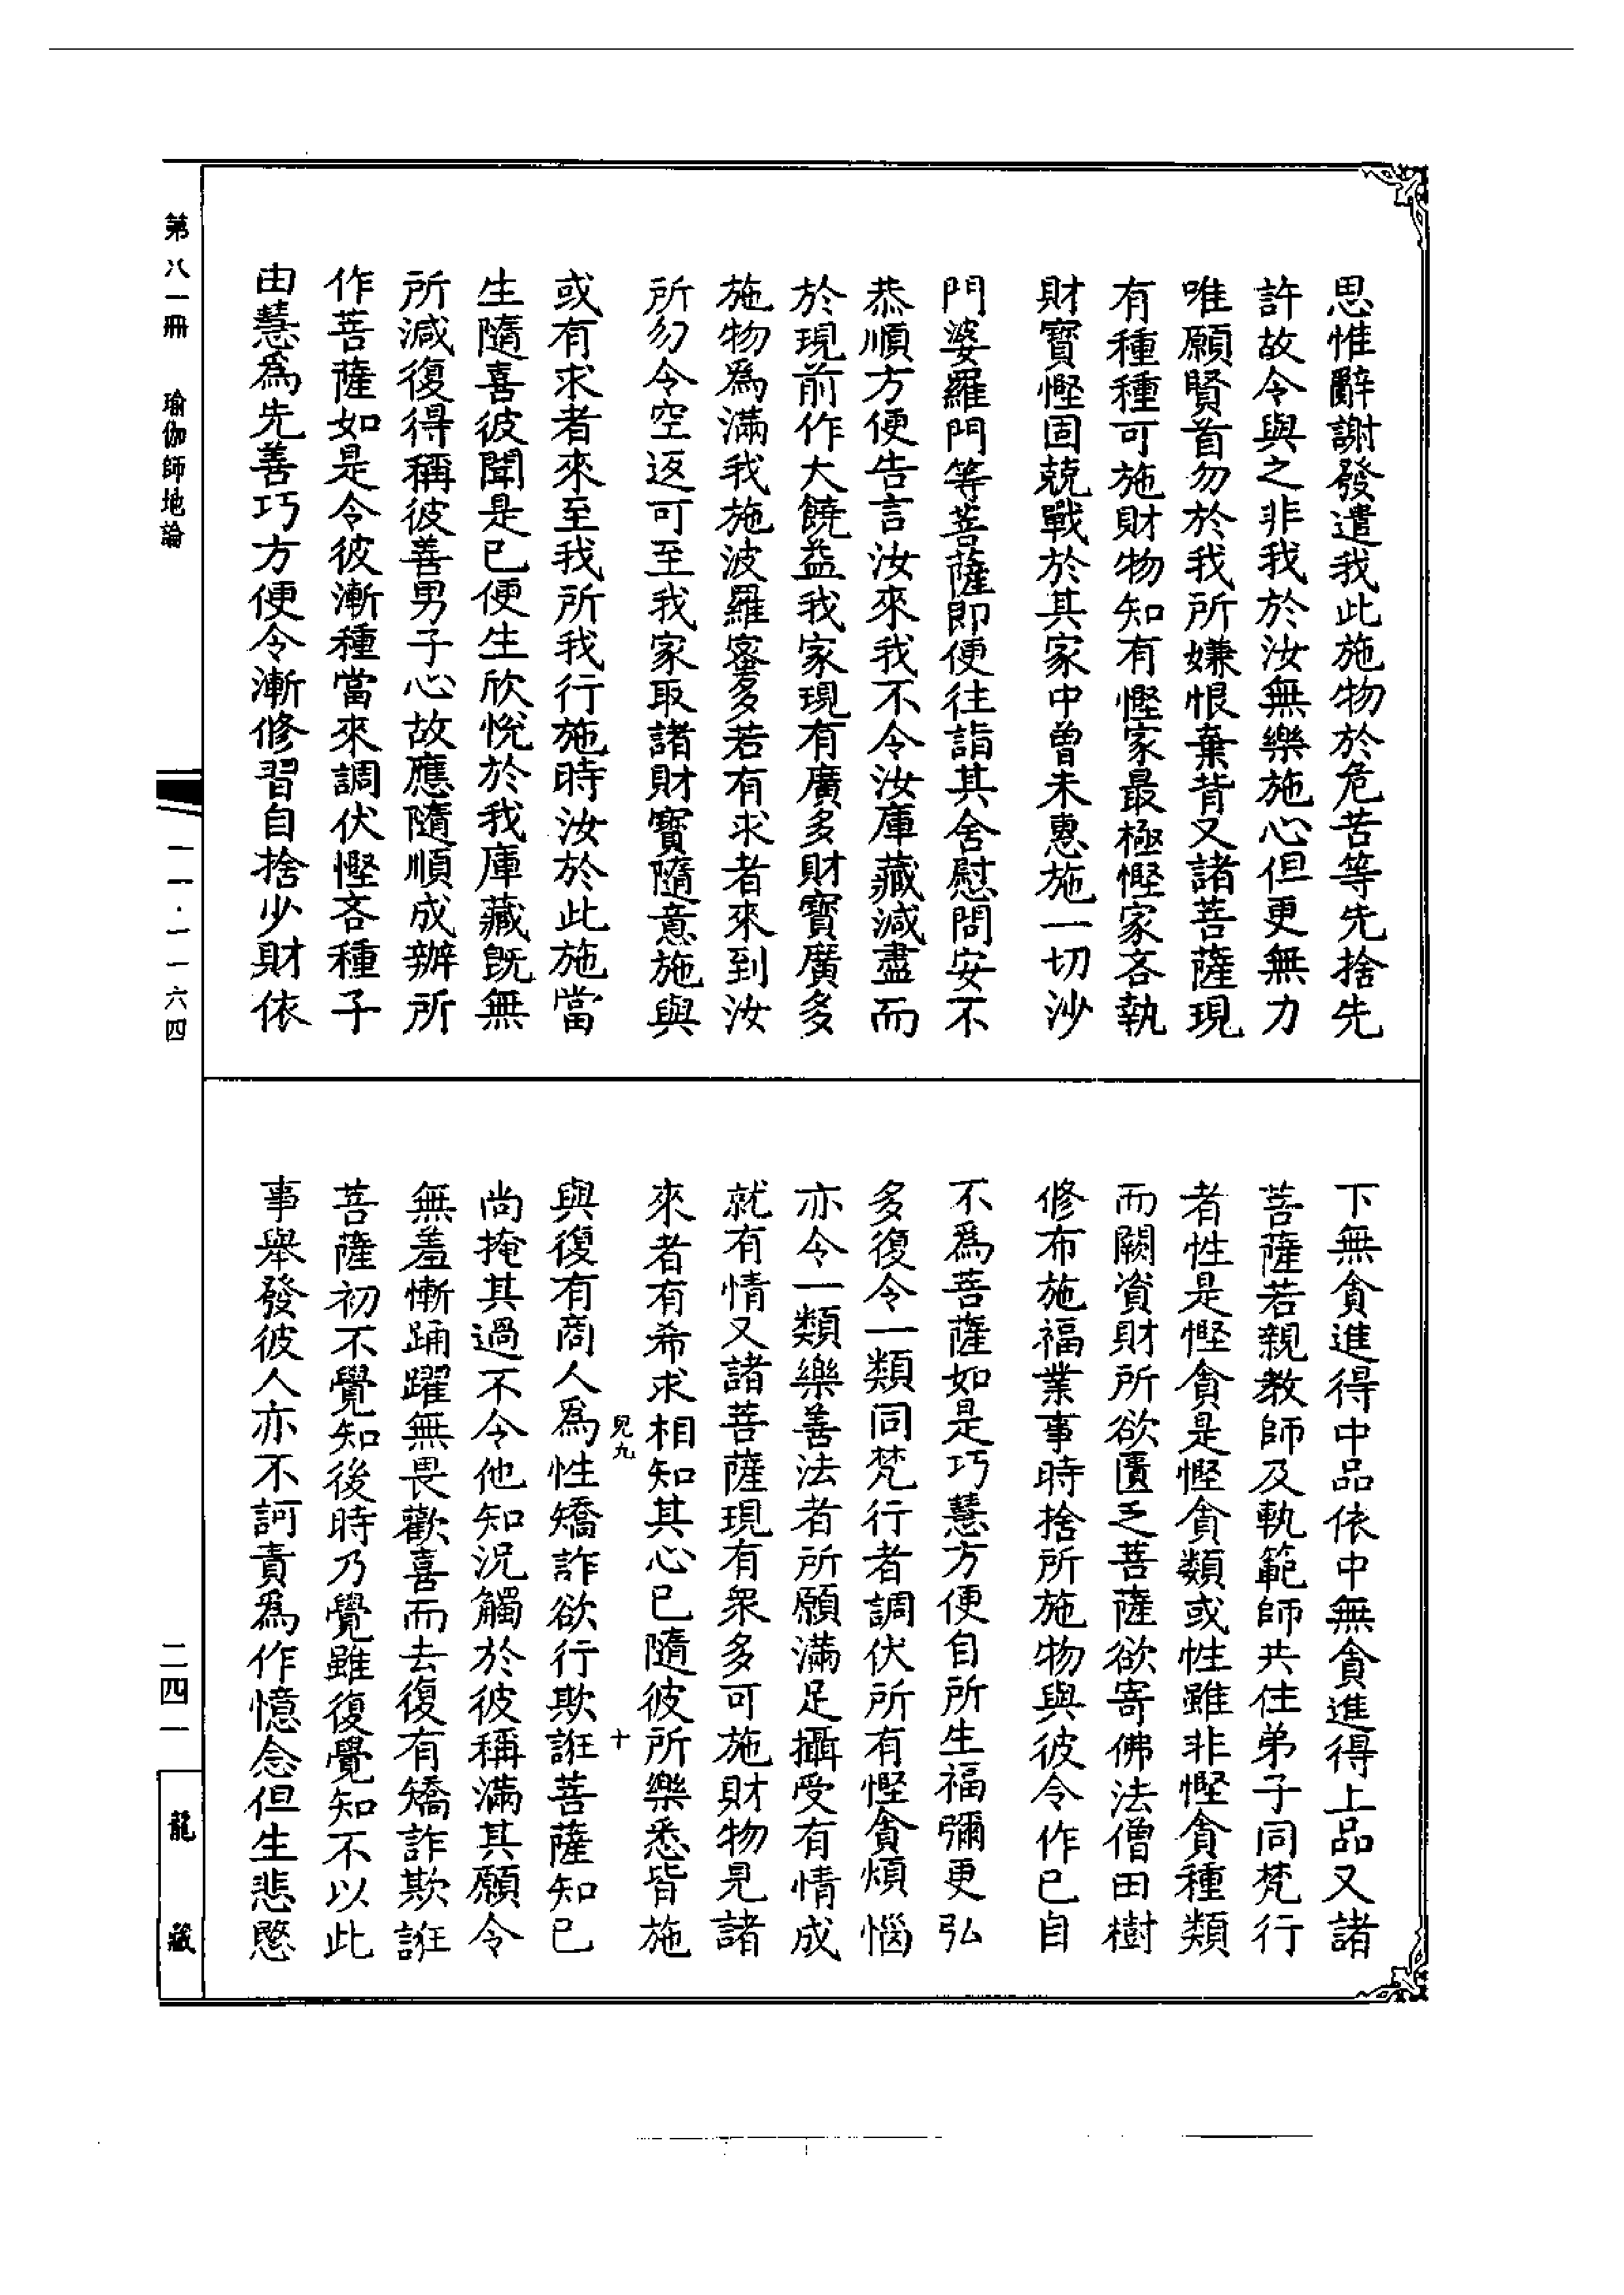 思惟辭謝發遣我此施物於危苦等先捨先
許故令與之非我於汝無樂施心但更無力
唯願賢首勿於我所嫌恨棄背又諸菩薩現
有種種可施財物知有慳家最極慳家吝執
財寶慳固兢戰於其家中曾未惠施一切沙
門婆羅門等菩薩即便往詣其舍慰問安不
恭順方便告言汝來我不令汝庫藏減盡而
於現前作大饒益我家現有廣多財寶廣多
施物爲滿我施波羅蜜多若有求者來到汝
所勿令空返可至我家取諸財寶隨意施與
或有求者來至我所我行施時汝於此施當
生隨喜彼聞是已便生欣悅於我庫藏旣無
所減復得稱彼善男子心故應隨順成辦所
作菩薩如是令彼漸種當來調伏慳吝種子
由慧爲先善巧方便令漸修習自捨少財依
下無貪進得中品依中無貪進得上品又諸
菩薩若親教師及軌範師共住弟子同梵行
者性是慳貪是慳貪類或性雖非慳貪種類
而闕資財所欲匱乏菩薩欲寄佛法僧田樹
修布施福業事時捨所施物與彼令作已自
不爲菩薩如是巧慧方便自所生福彌更弘
多復令一類同梵行者調伏所有慳貪煩惱
亦令一類樂善法者所願滿足攝受有情成
就有情又諸菩薩現有衆多可施財物見諸
來者有希求相知其心已隨彼所樂悉皆施
兒九 十
與復有商人爲性矯詐欲行欺誑菩薩知已
尚掩其過不令他知況觸於彼稱滿其願令
無羞慚踊躍無畏歡喜而去復有矯詐欺誑
菩薩初不覺知後時乃覺雖復覺知不以此
事舉發彼人亦不訶責爲作憶念但生悲愍
第八一冊 瑜伽師地論
一一·一一六四
二四一
龍藏